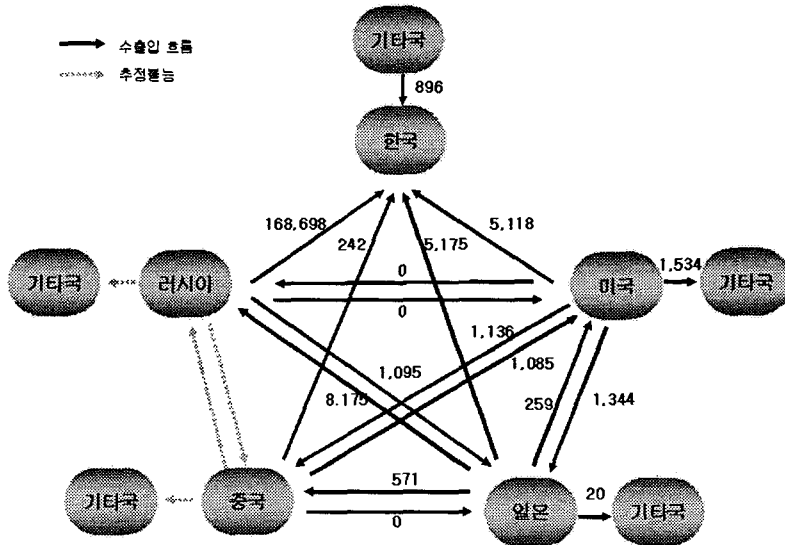 기타국
수출입 흐름
추정불능
896
한국
168,698
242
5,175
5,118
기타국
러시아
0
0
미국
1,534
기타국
1,136
1,085
1,095
8.175
259
1,344
기타국
중국
571
0
일본
20
기타국